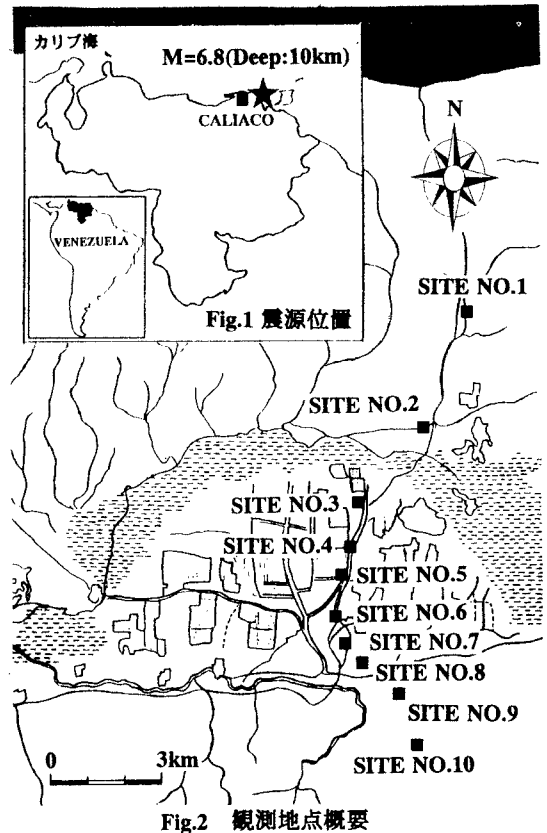 カリブ海
M=6.8(Deep:10km)
CALIACO
VENEZUELA
Fig.1 震源位置
N
SITE NO.1
SITE NO.2
SITE NO.3
SITE NO.4
SITE NO.5
SITE NO.6
SITE NO.7
SITE NO.8
SITE NO.9
SITE NO.10
0 3km
Fig.2 観測地点概要